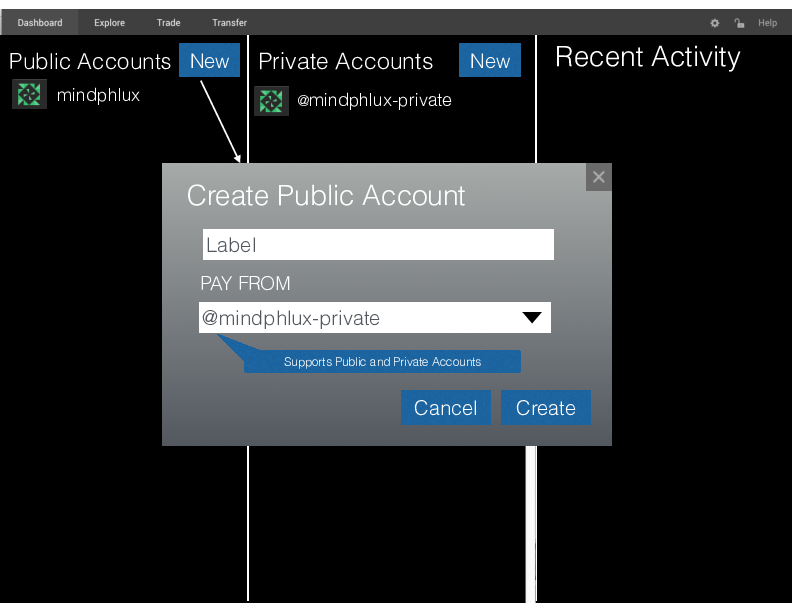 Dashboard Explore Trade Transfer Help
Public Accounts New
mindphlux
Private Accounts New
@mindphlux-private
Recent Activity
Create Public Account
Label
PAY FROM
@mindphlux-private
Supports Public and Private Accounts
Cancel Create